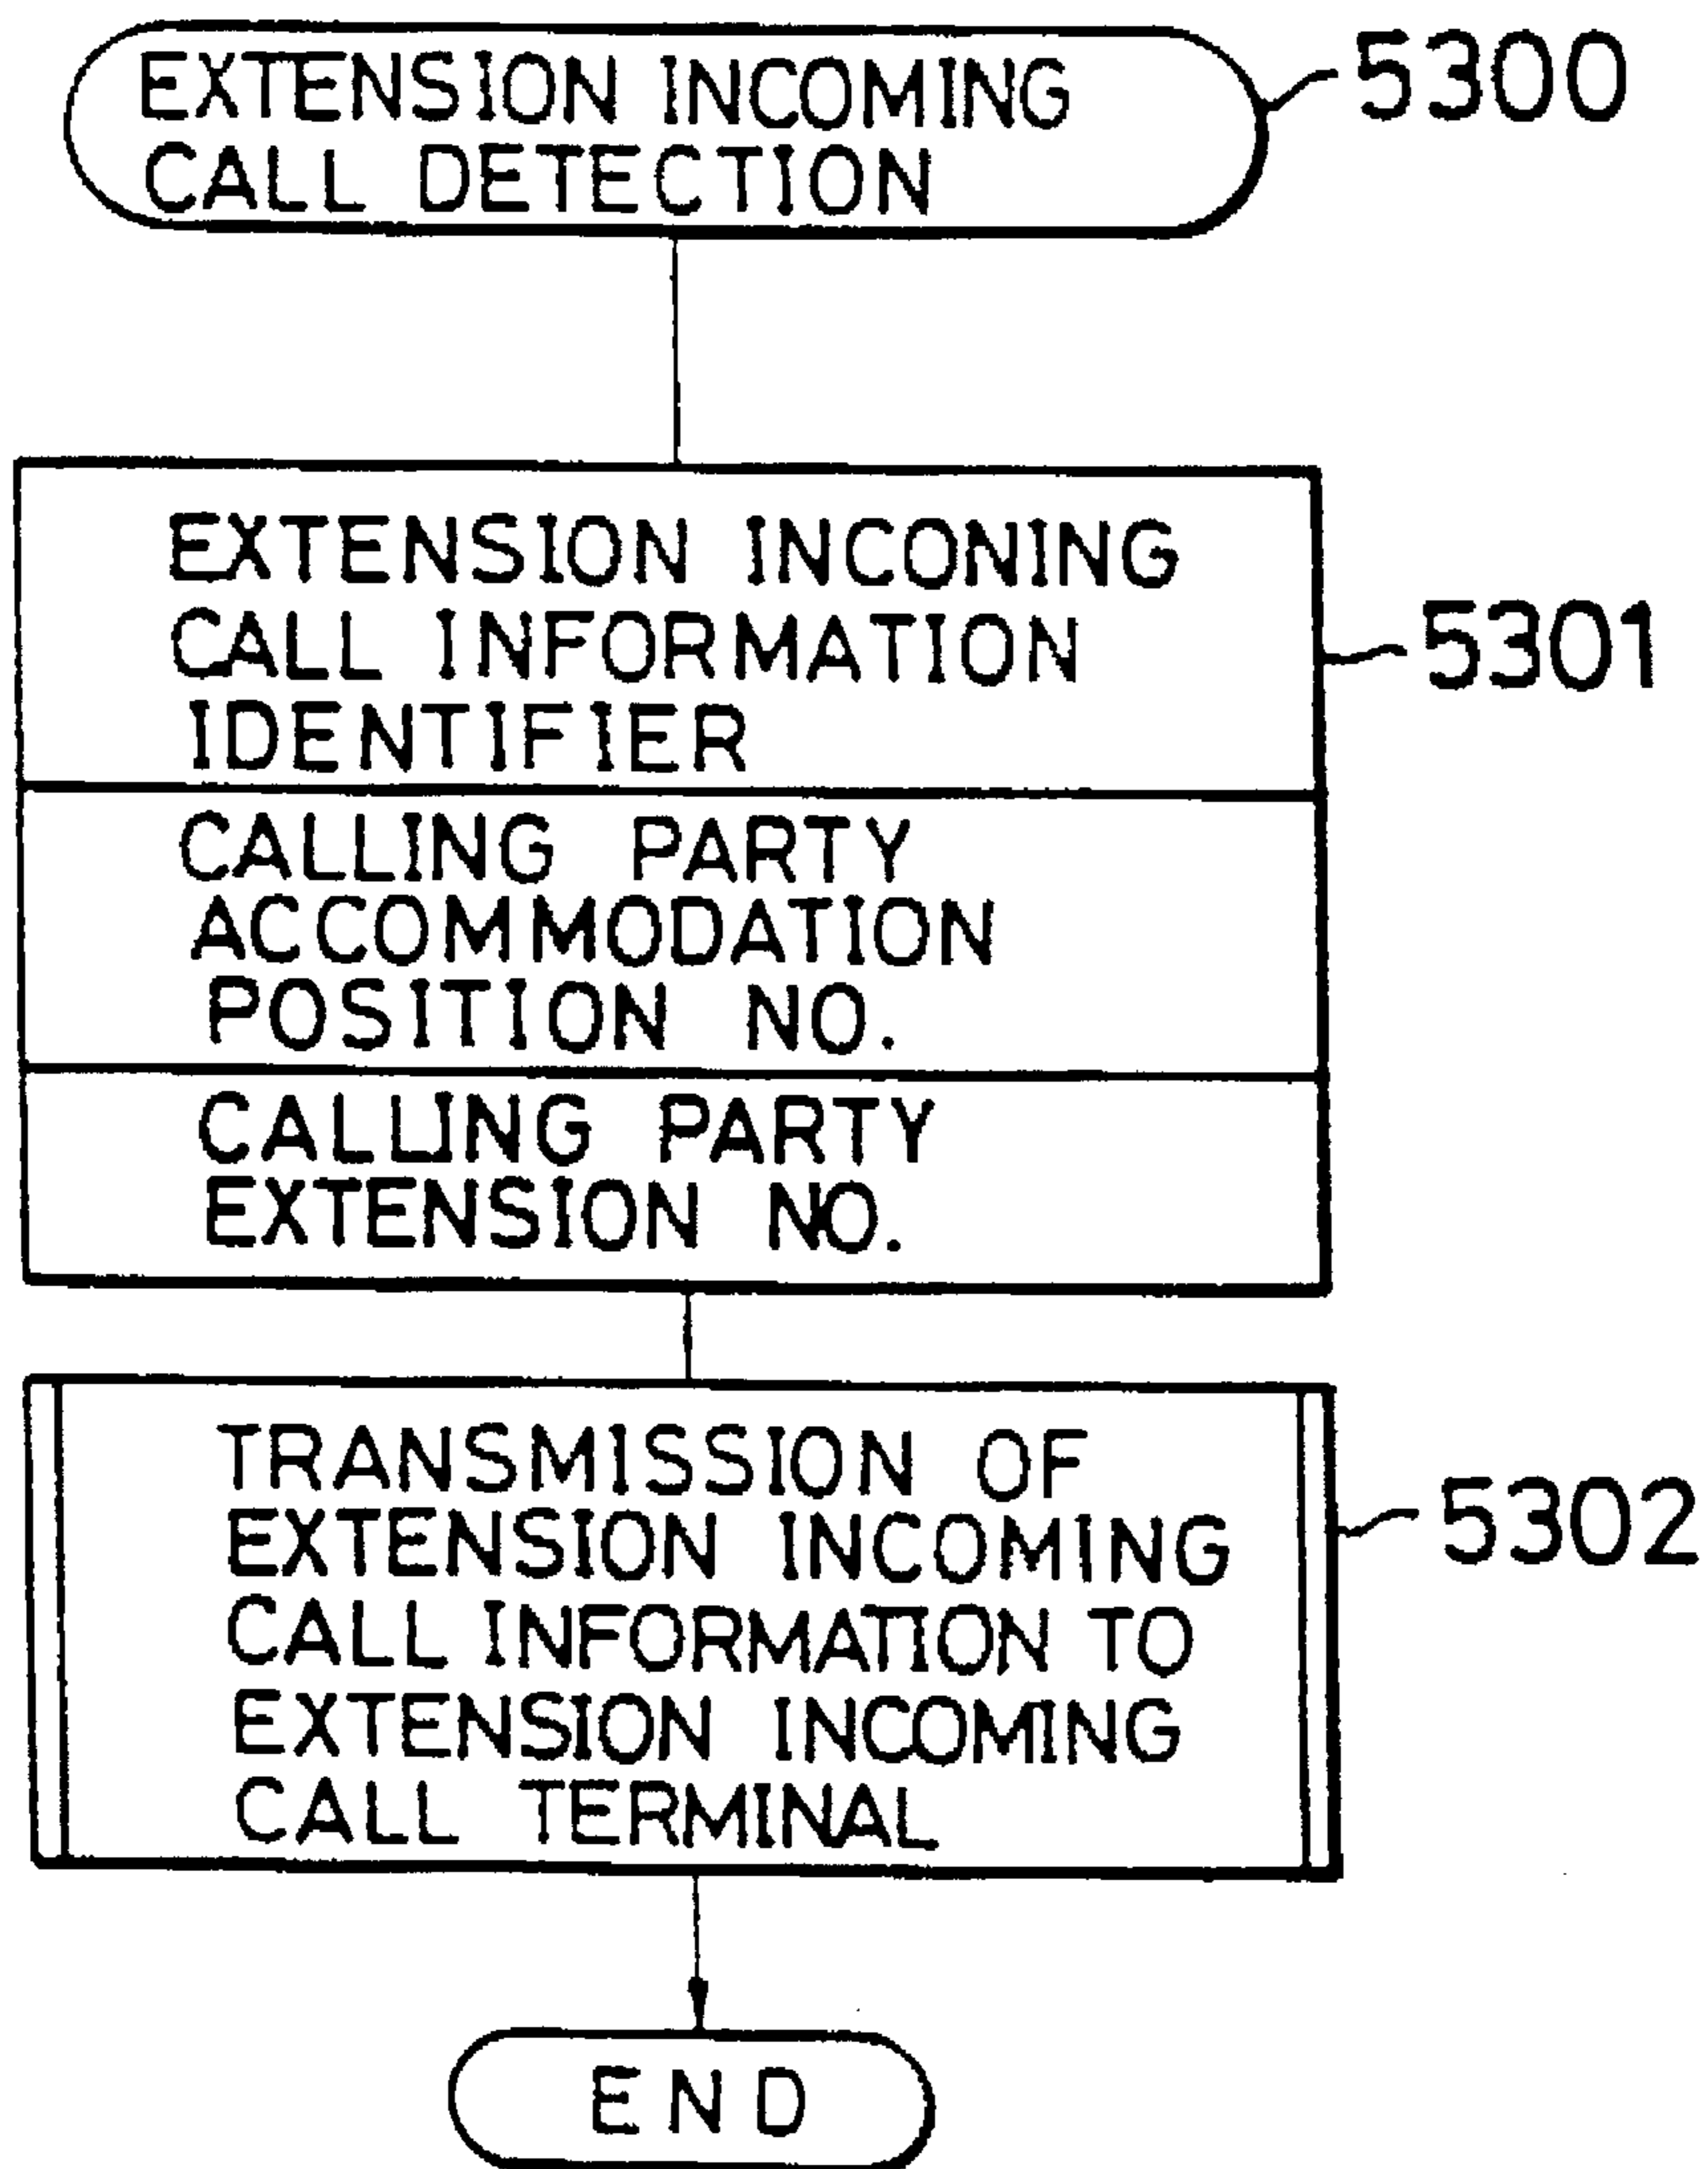 EXTENSION INCOMING
CALL DETECTION
5300
EXTENSION INCONING
CALL INFORMATION
IDENTIFIER
5301
CALLING PARTY
ACCOMMODATION
POSITION NO.
CALLING PARTY
EXTENSION NO.
TRANSMISSION OF
EXTENSION INCOMING
CALL INFORMATION TO
EXTENSION INCOMING
CALL TERMINAL
5302
END